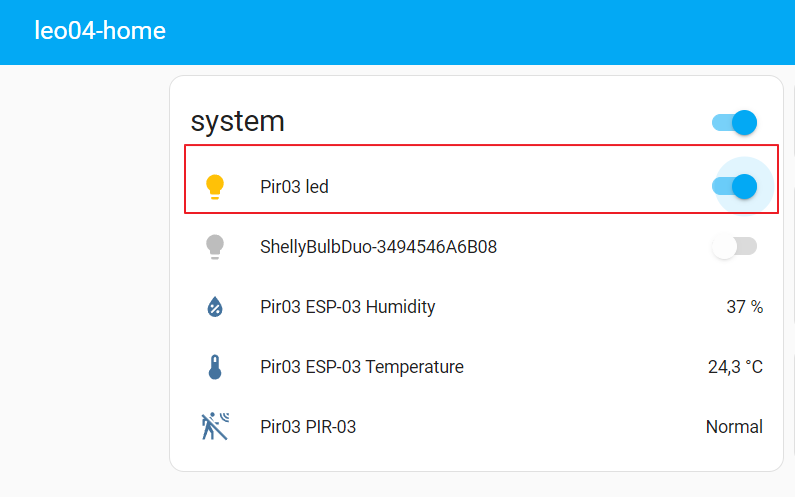 leo04-home
system
Pir03 led
ShellyBulbDuo-3494546A6B08
Pir03 ESP-03 Humidity 37 %
Pir03 ESP-03 Temperature 24,3 °C
Pir03 PIR-03 Normal